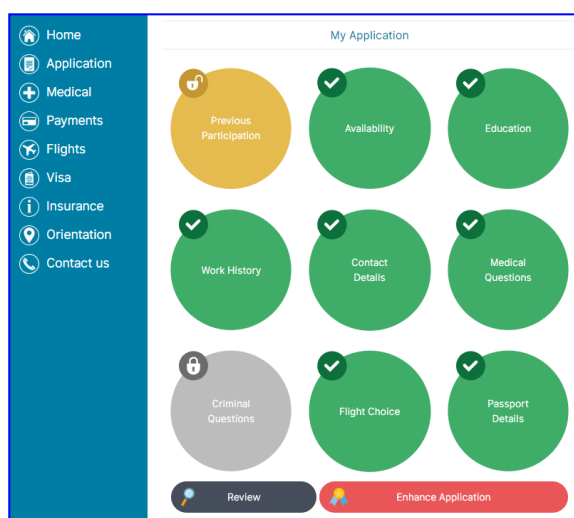 Home
Application
Medical
Payments
Flights
Visa
Insurance
Orientation
Contact us
My Application
Previous
Participation
Availability
Education
Work History
Contact
Details
Medical
Questions
Criminal
Questions
Flight Choice
Passport
Details
Review
Enhance Application